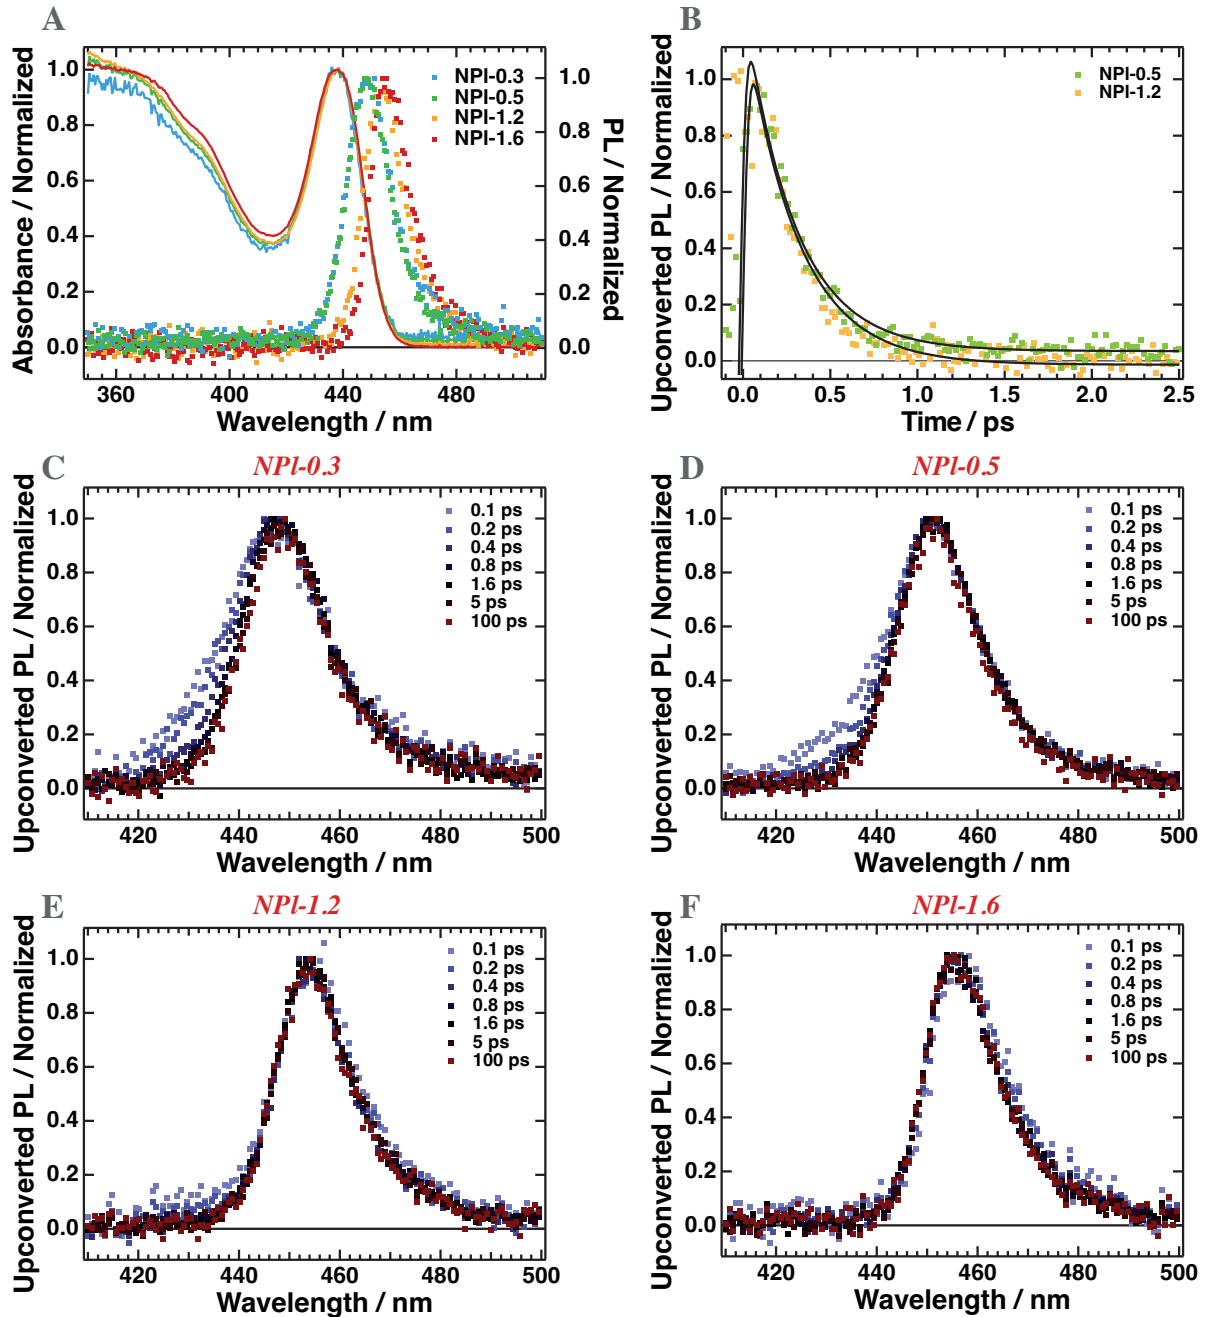 A
Absorbance / Normalized
1.0
0.8
0.6
0.4
0.2
0.0
360
400
440
480
Wavelength / nm
NPl-0.3
NPl-0.5
NPl-1.2
NPl-1.6
1.0
0.8
0.6
0.4
0.2
0.0
PL / Normalized
B
Upconverted PL / Normalized
1.0
0.8
0.6
0.4
0.2
0.0
0.0
0.5
1.0
1.5
2.0
2.5
Time / ps
NPl-0.5
NPl-1.2
C
NPl-0.3
Upconverted PL / Normalized
1.0
0.8
0.6
0.4
0.2
0.0
420
440
460
480
500
Wavelength / nm
0.1 ps
0.2 ps
0.4 ps
0.8 ps
1.6 ps
5 ps
100 ps
D
NPl-0.5
Upconverted PL / Normalized
1.0
0.8
0.6
0.4
0.2
0.0
420
440
460
480
500
Wavelength / nm
0.1 ps
0.2 ps
0.4 ps
0.8 ps
1.6 ps
5 ps
100 ps
E
NPl-1.2
Upconverted PL / Normalized
1.0
0.8
0.6
0.4
0.2
0.0
420
440
460
480
500
Wavelength / nm
0.1 ps
0.2 ps
0.4 ps
0.8 ps
1.6 ps
5 ps
100 ps
F
NPl-1.6
Upconverted PL / Normalized
1.0
0.8
0.6
0.4
0.2
0.0
420
440
460
480
500
Wavelength / nm
0.1 ps
0.2 ps
0.4 ps
0.8 ps
1.6 ps
5 ps
100 ps